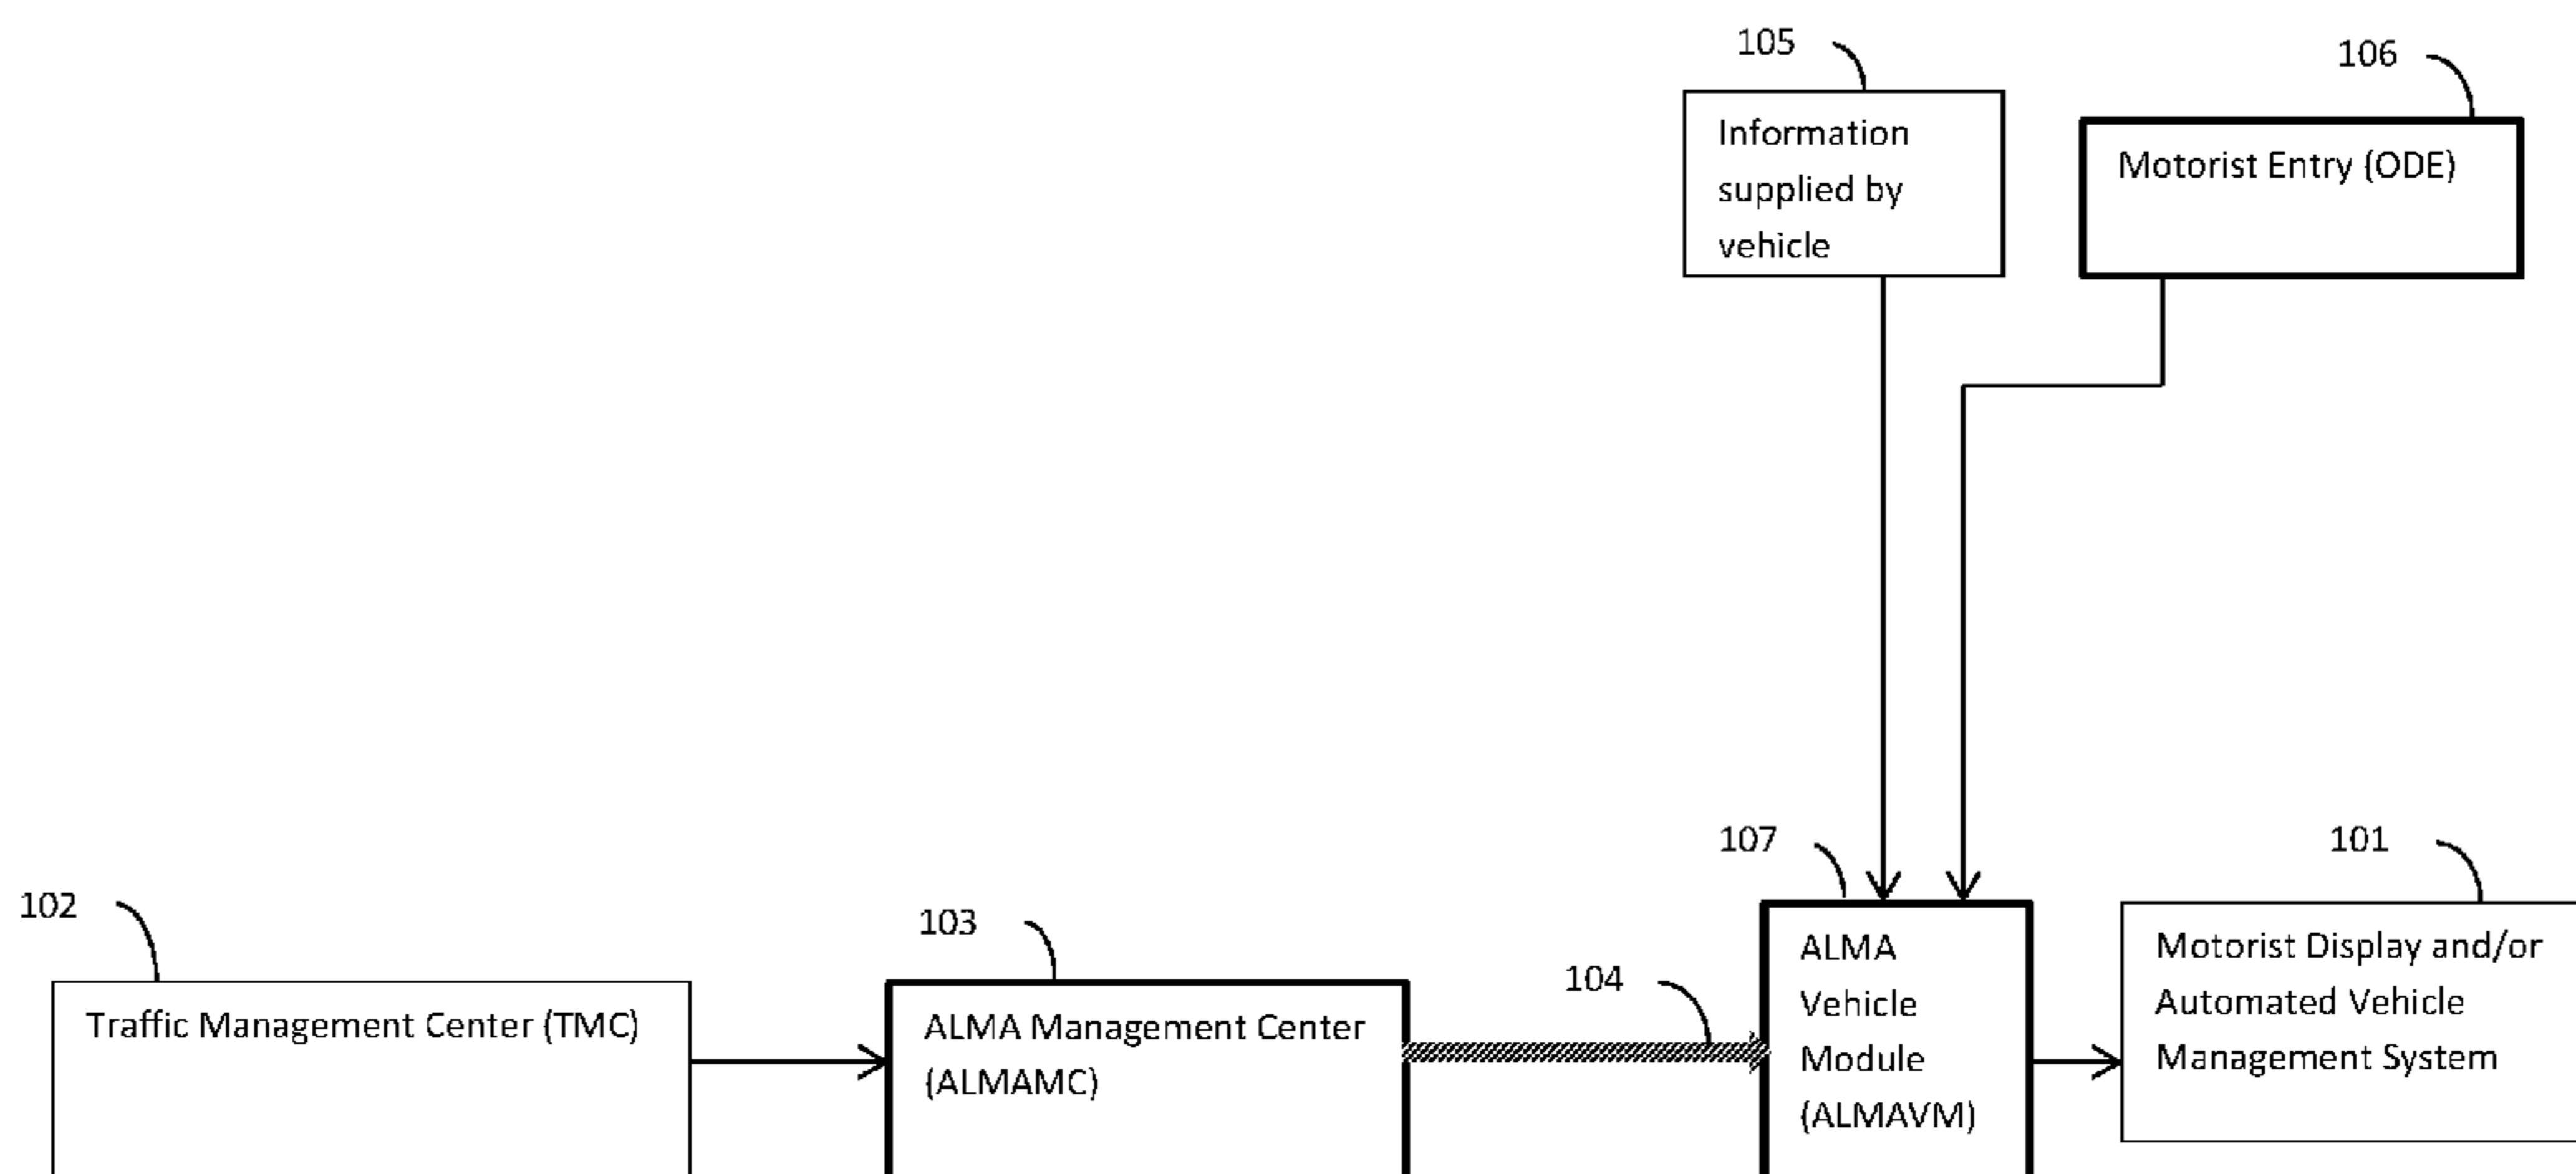 105
106
Information
supplied by
vehicle
Motorist Entry (ODE)
107
101
102
103
104
Traffic Management Center (TMC)
ALMA Management Center
(ALMAMC)
ALMA
Vehicle
Module
(ALMAVM)
Motorist Display and/or
Automated Vehicle
Management System